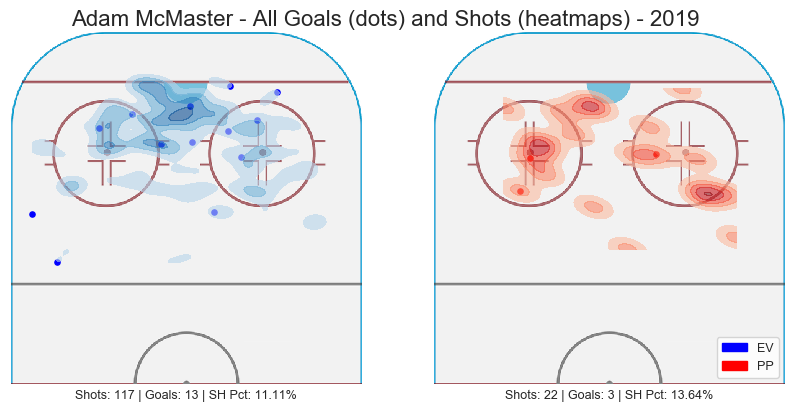 Adam McMaster - All Goals (dots) and Shots (heatmaps) - 2019
EV
PP
Shots: 117 | Goals: 13 | SH Pct: 11.11%
Shots: 22 | Goals: 3 | SH Pct: 13.64%